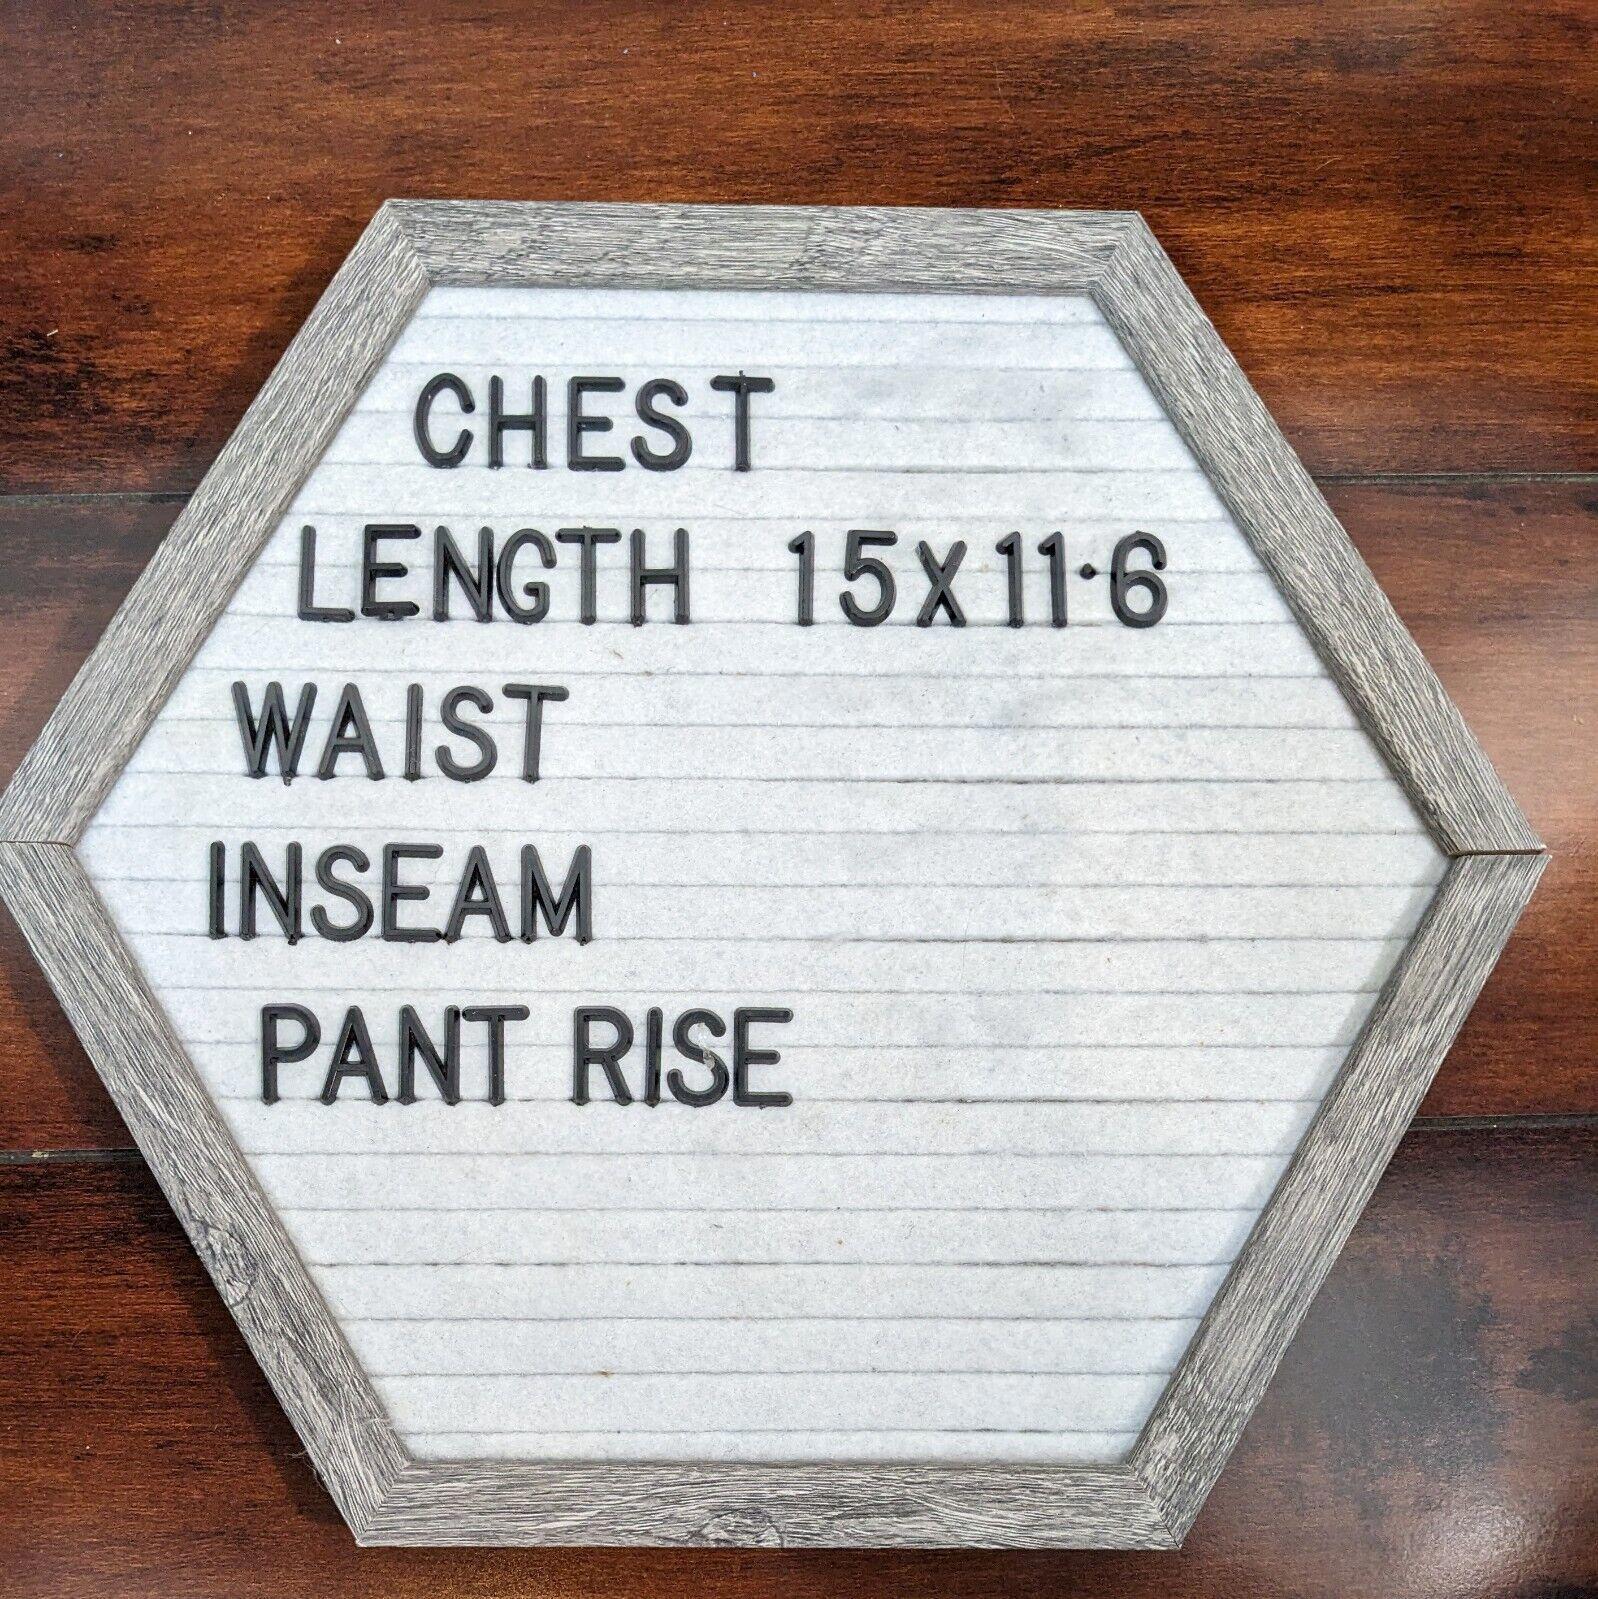 CHEST
LENGTH 15X11·6
WAIST
INSEAM
PANT RISE